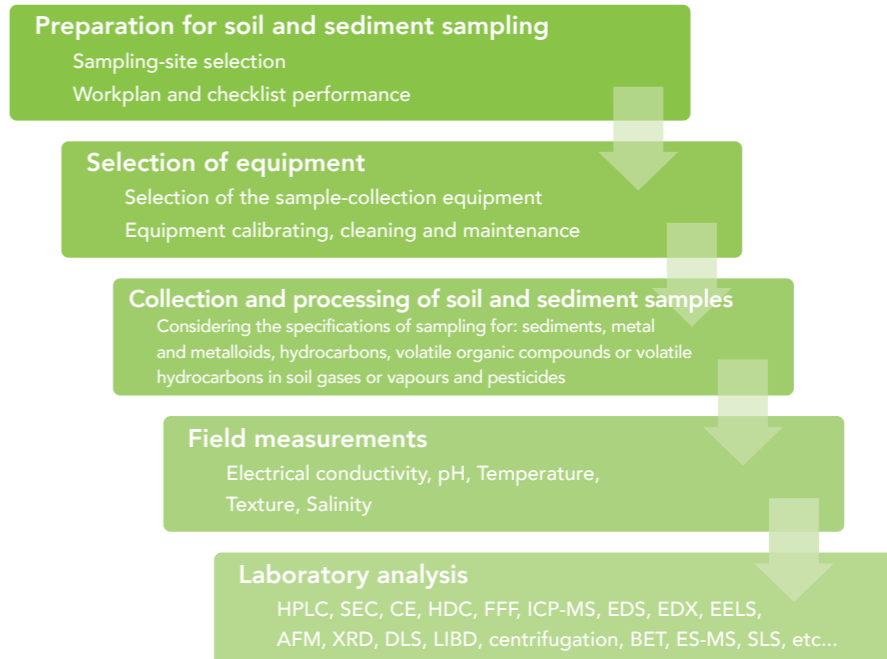 Preparation for soil and sediment sampling
Sampling-site selection
Workplan and checklist performance
Selection of equipment
Selection of the sample-collection equipment
Equipment calibrating, cleaning and maintenance
Collection and processing of soil and sediment samples
Considering the specifications of sampling for: sediments, metal
and metalloids, hydrocarbons, volatile organic compounds or volatile
hydrocarbons in soil gases or vapours and pesticides
Field measurements
Electrical conductivity, pH, Temperature,
Texture, Salinity
Laboratory analysis
HPLC, SEC, CE, HDC, FFF, ICP-MS, EDS, EDX, EELS,
AFM, XRD, DLS, LIBD, centrifugation, BET, ES-MS, SLS, etc...